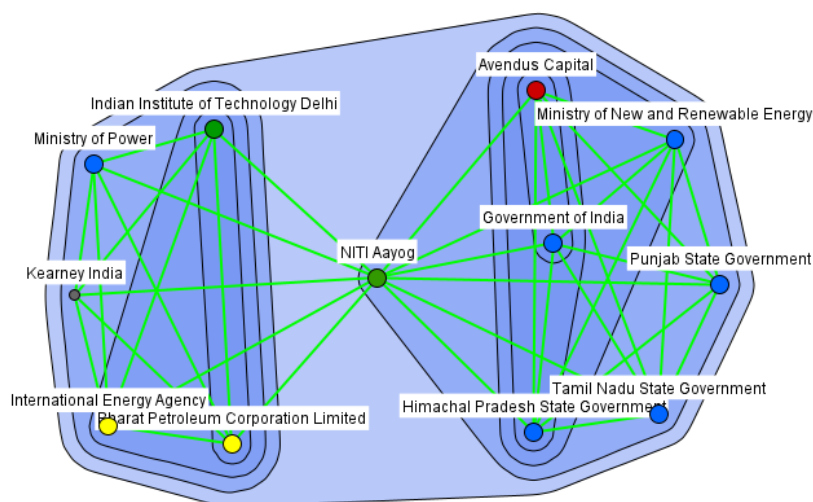 Avendus Capital
Indian Institute of Technology Delhi
Ministry of New and Renewable Energy
Ministry of Power
Government of India
NITI Aayog
Kearney India
Punjab State Government
Tamil Nadu State Government
International Energy Agency
Himachal Pradesh State Government
Bharat Petroleum Corporation Limited